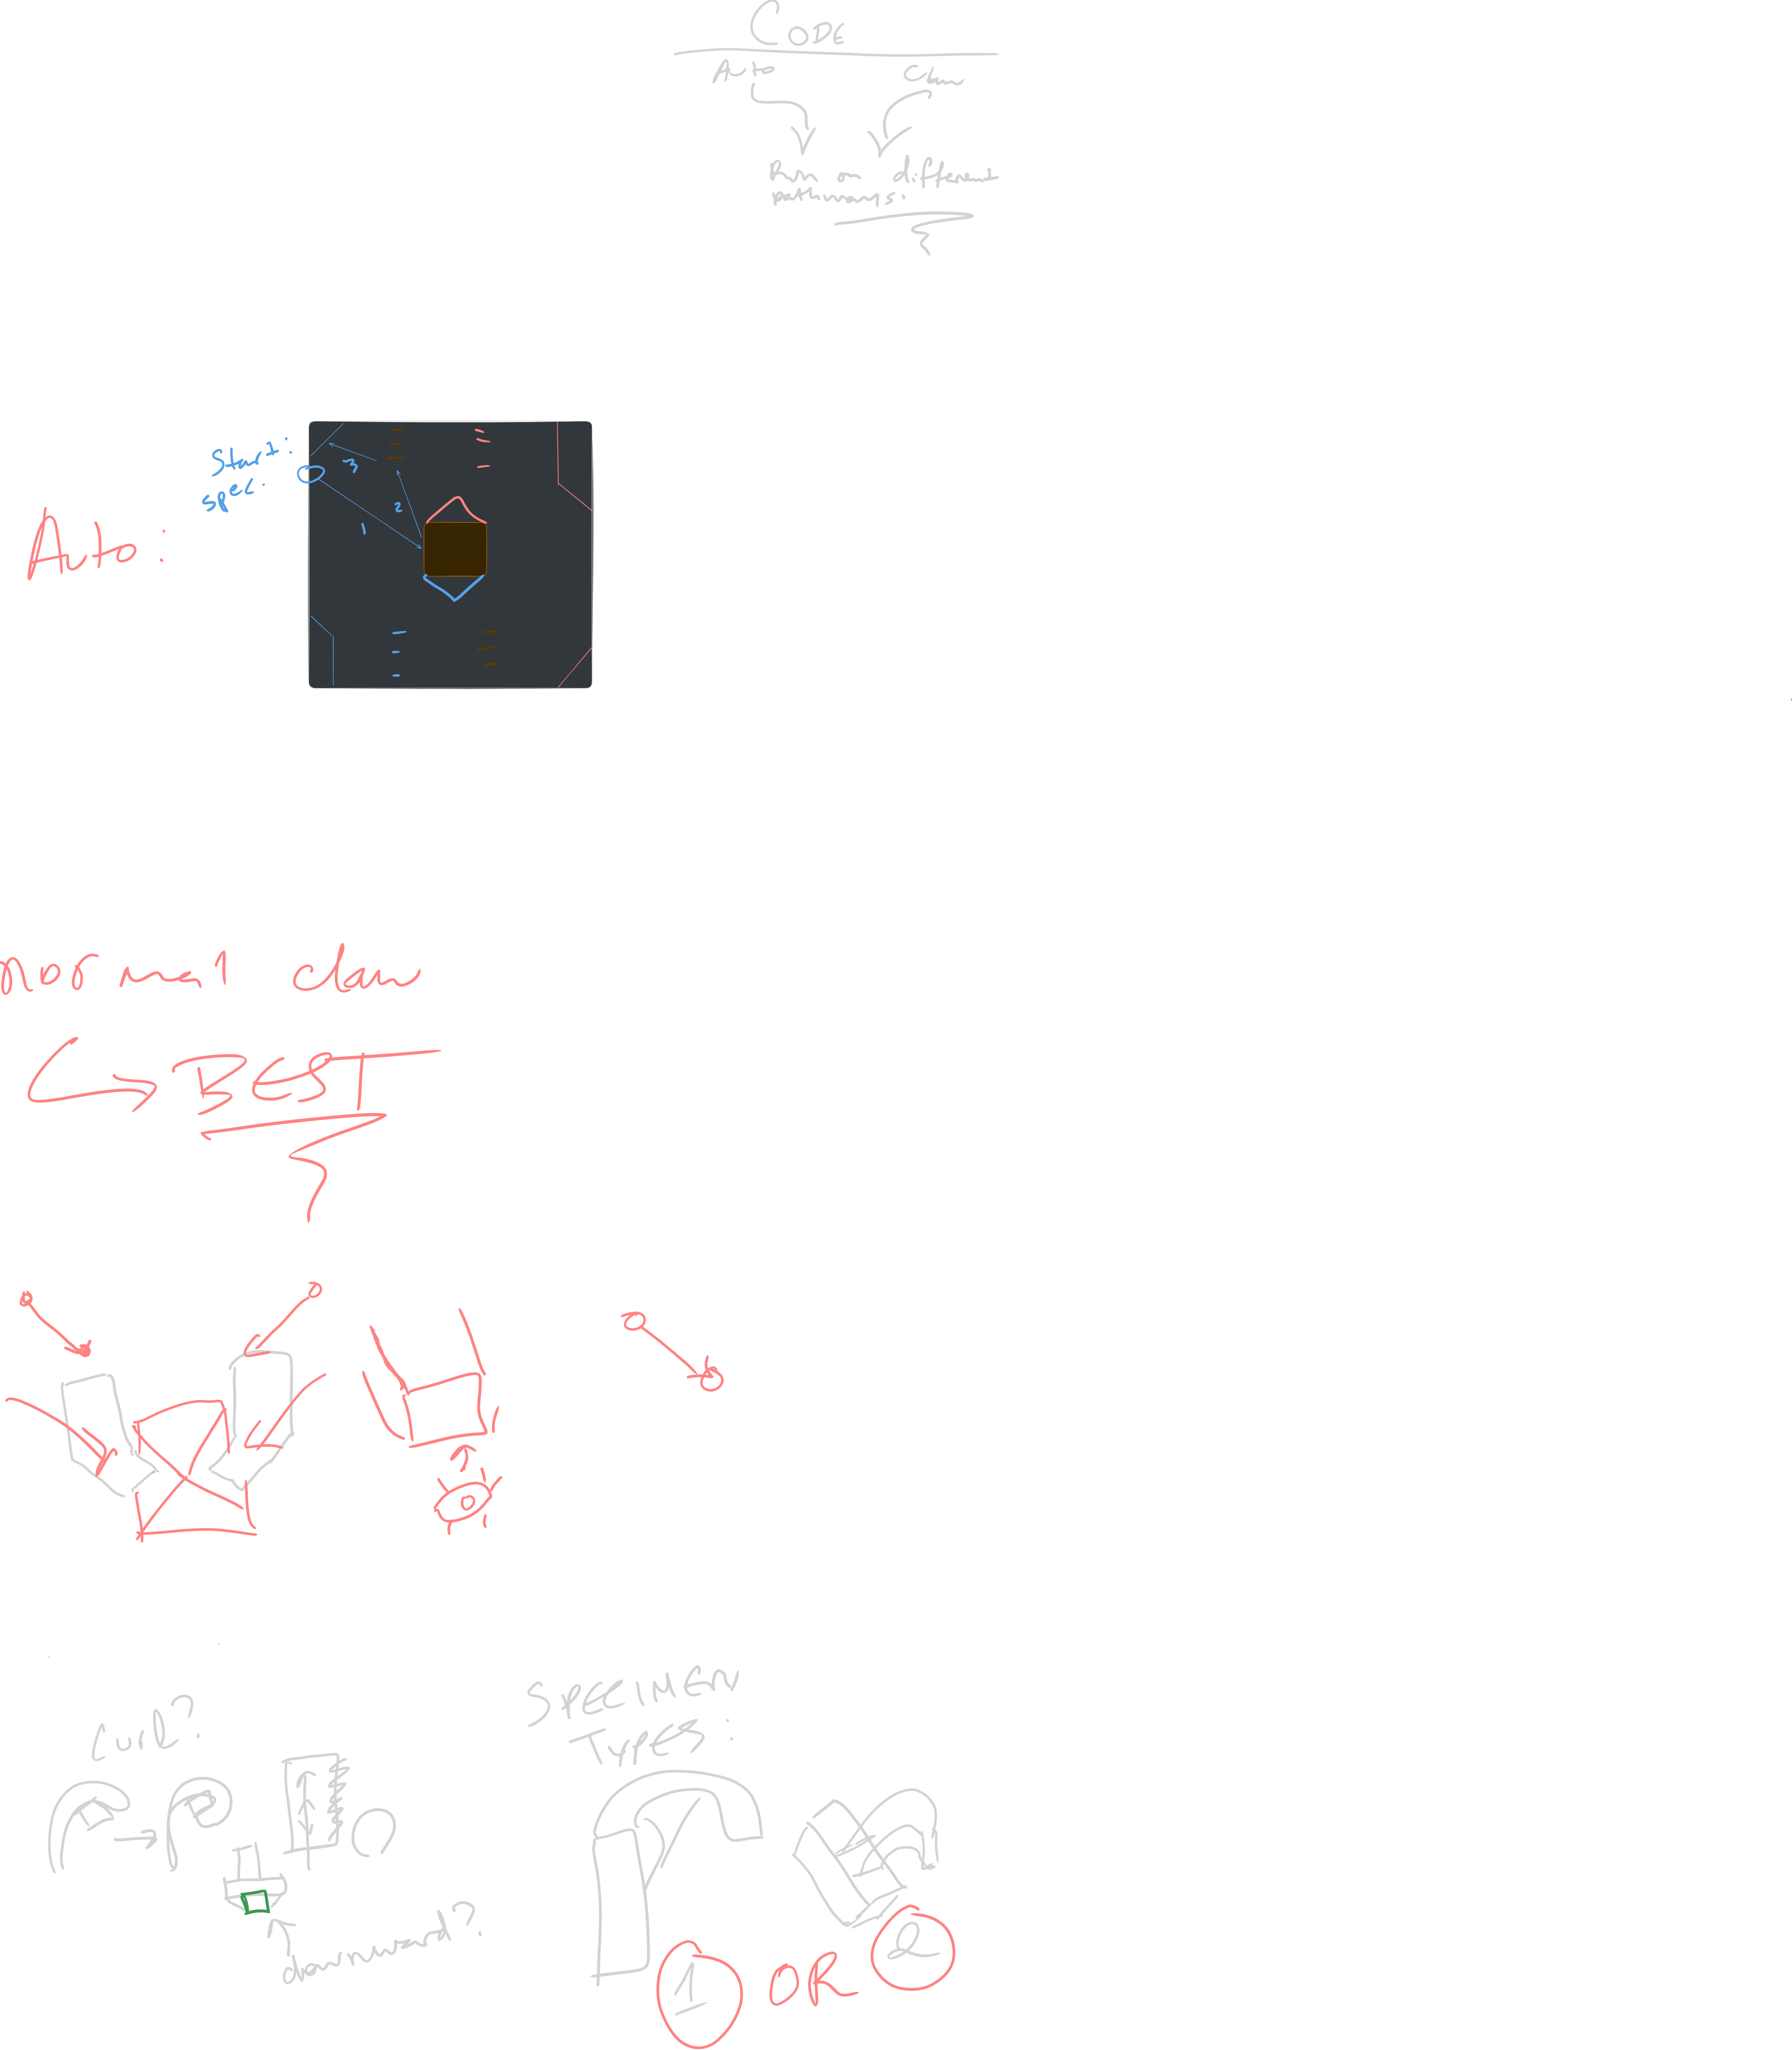 CODE
Auto
Claw
Run on different
Start:
spec.
3
2
1
Auto:
normal claw
BEST
SPECIMEN
TYPES:
Curl?
downward?
1
OR
2